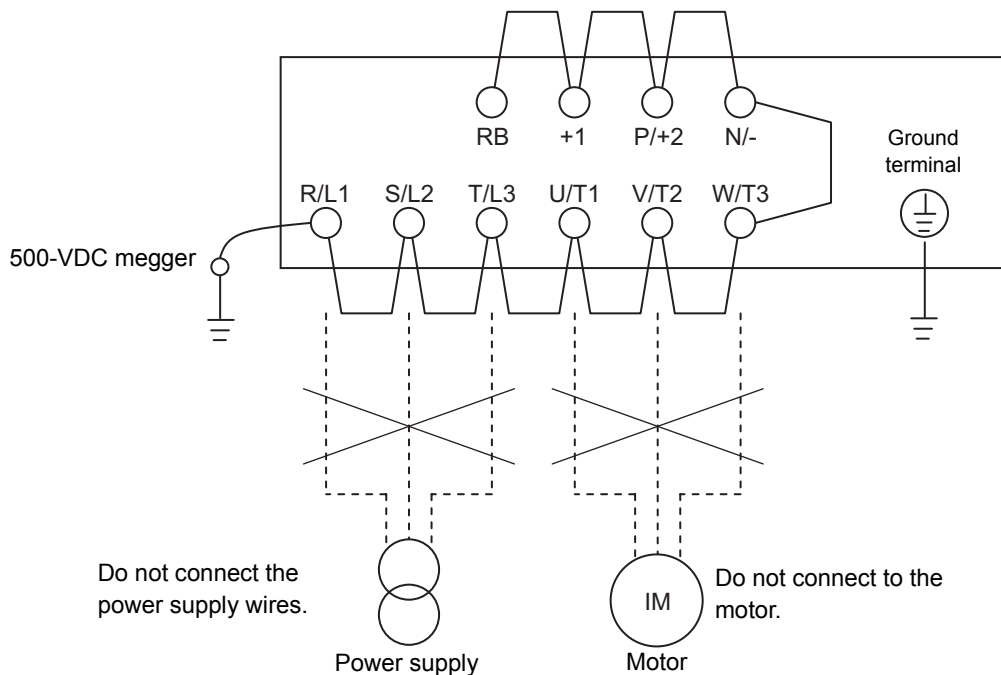 RB +1 P/+2 N/-
Ground
terminal
R/L1 S/L2 T/L3 U/T1 V/T2 W/T3
500-VDC megger
Do not connect the
power supply wires.
IM
Do not connect to the
motor.
Power supply
Motor